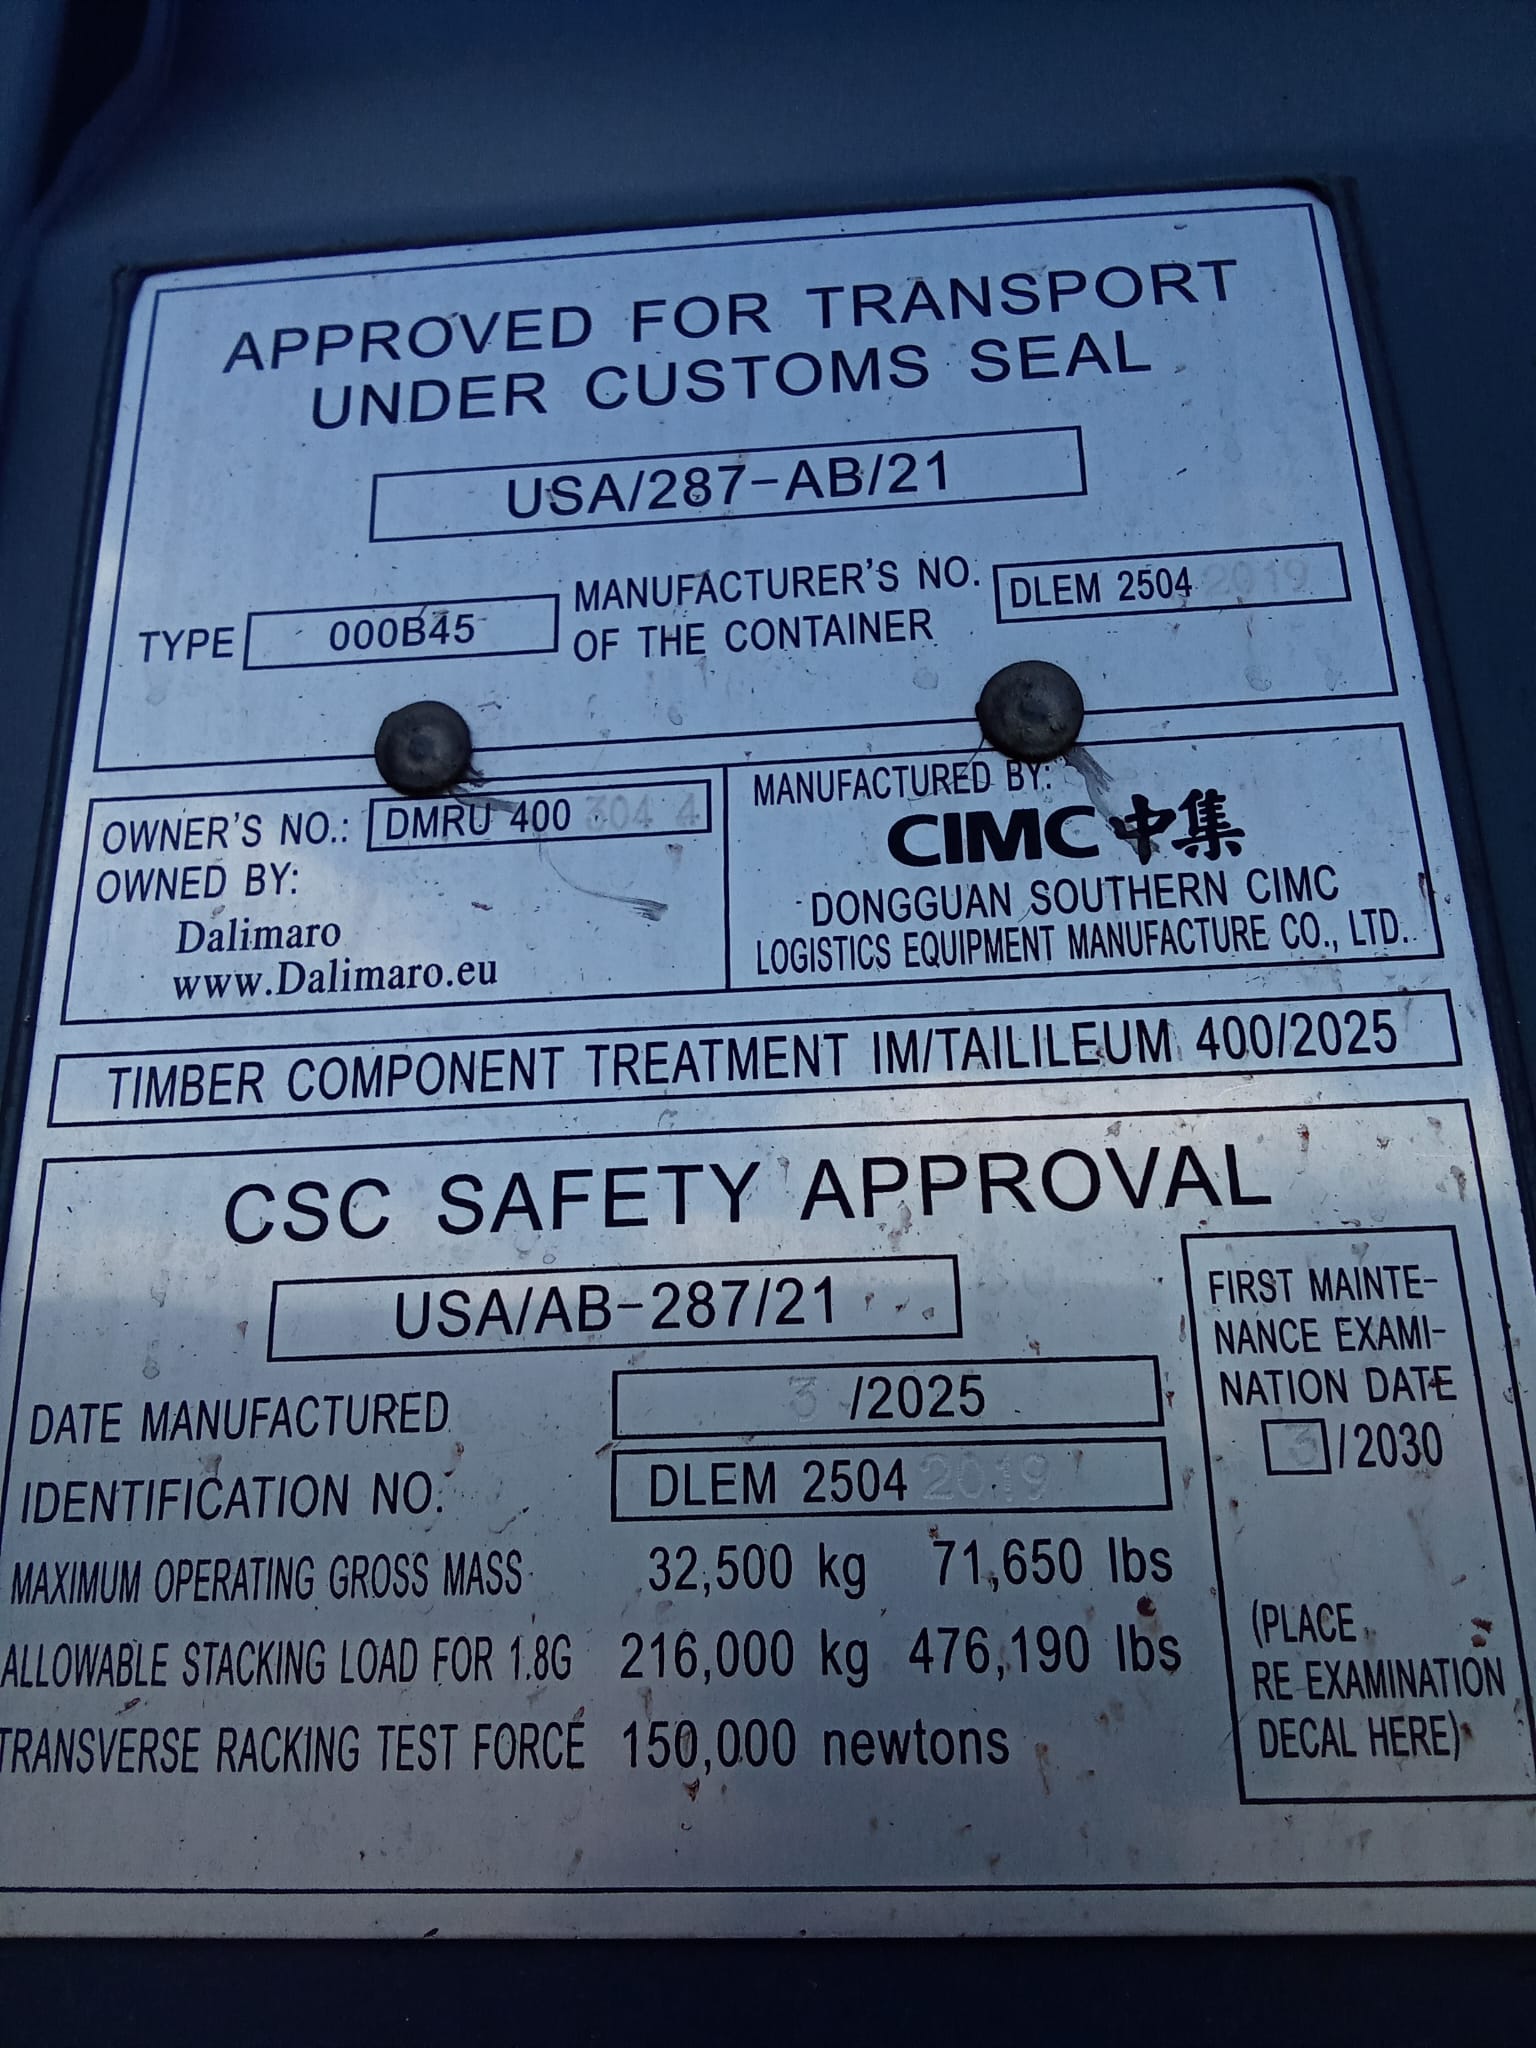 APPROVED FOR TRANSPORT
UNDER CUSTOMS SEAL
USA/287-AB/21
TYPE 000B45
MANUFACTURER'S NO.
OF THE CONTAINER
DLEM 2504 2019
OWNER'S NO.: DMRU 400 304 4
OWNED BY:
Dalimaro
www.Dalimaro.eu
MANUFACTURED BY:
CIMC 中集
DONGGUAN SOUTHERN CIMC
LOGISTICS EQUIPMENT MANUFACTURE CO., LTD.
TIMBER COMPONENT TREATMENT IM/TAILILEUM 400/2025
CSC SAFETY APPROVAL
USA/AB-287/21
DATE MANUFACTURED 3 /2025
IDENTIFICATION NO. DLEM 2504 2019
MAXIMUM OPERATING GROSS MASS 32,500 kg 71,650 lbs
ALLOWABLE STACKING LOAD FOR 1.8G 216,000 kg 476,190 lbs
TRANSVERSE RACKING TEST FORCE 150,000 newtons
FIRST MAINTE-
NANCE EXAMI-
NATION DATE
3/2030
(PLACE
RE EXAMINATION
DECAL HERE)